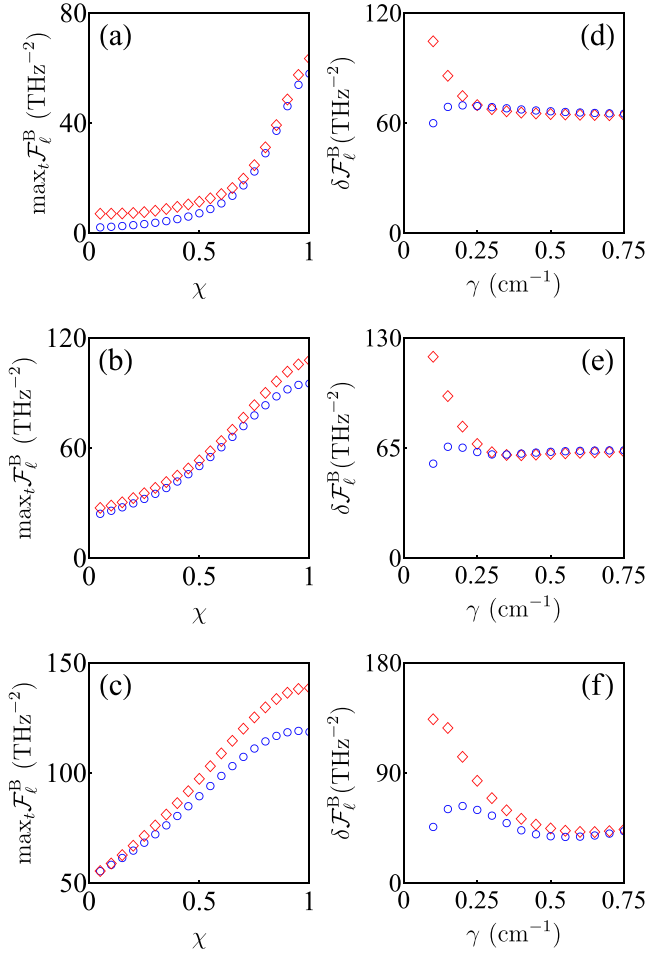 (a)
max_t F_ℓ^B (THz⁻²)
80
40
0
0 0.5 1
χ
(d)
δF_ℓ^B(THz⁻²)
120
60
0
0 0.25 0.5 0.75
γ (cm⁻¹)
(b)
max_t F_ℓ^B (THz⁻²)
120
60
0
0 0.5 1
χ
(e)
δF_ℓ^B(THz⁻²)
130
65
0
0 0.25 0.5 0.75
γ (cm⁻¹)
(c)
max_t F_ℓ^B (THz⁻²)
150
100
50
0 0.5 1
χ
(f)
δF_ℓ^B(THz⁻²)
180
90
0
0 0.25 0.5 0.75
γ (cm⁻¹)